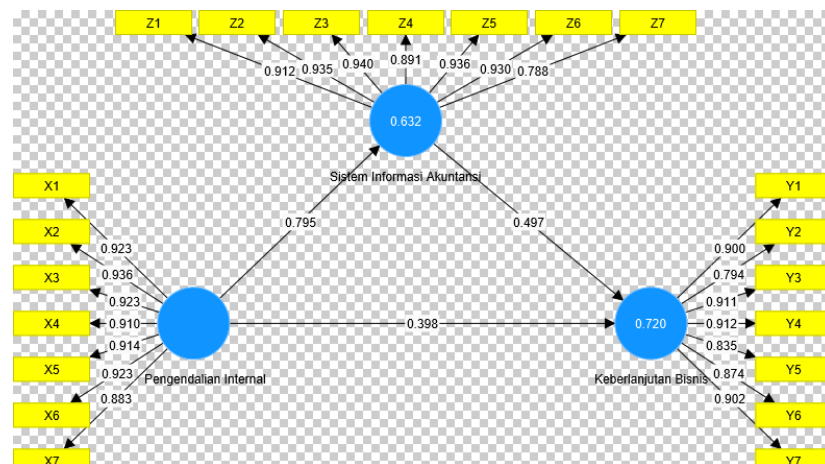 Z1 Z2 Z3 Z4 Z5 Z6 Z7
0.912 0.935 0.940 0.891 0.936 0.930 0.788
0.632
Sistem Informasi Akuntansi
X1
X2
X3
X4
X5
X6
X7
0.923
0.936
0.923
0.910
0.914
0.923
0.883
Pengendalian Internal
0.795
0.497
0.398
0.720
Keberlanjutan Bisnis
0.900
0.794
0.911
0.912
0.835
0.874
0.902
Y1
Y2
Y3
Y4
Y5
Y6
Y7